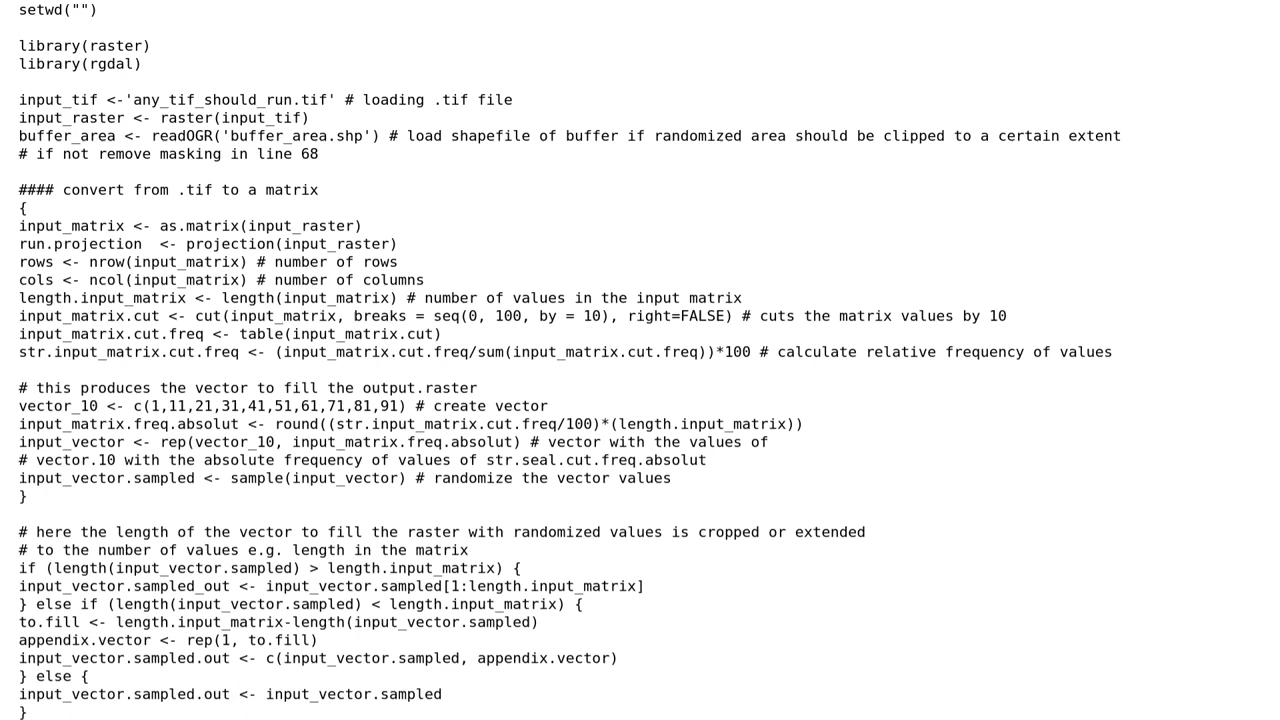 setwd("")
library(raster)
library(rgdal)
input_tif <-'any_tif_should_run.tif' # loading .tif file
input_raster <- raster(input_tif)
buffer_area <- readOGR('buffer_area.shp') # load shapefile of buffer if randomized area should be clipped to a certain extent
# if not remove masking in line 68
#### convert from .tif to a matrix
{
input_matrix <- as.matrix(input_raster)
run.projection  <- projection(input_raster)
rows <- nrow(input_matrix) # number of rows
cols <- ncol(input_matrix) # number of columns
length.input_matrix <- length(input_matrix) # number of values in the input matrix
input_matrix.cut <- cut(input_matrix, breaks = seq(0, 100, by = 10), right=FALSE) # cuts the matrix values by 10
input_matrix.cut.freq <- table(input_matrix.cut)
str.input_matrix.cut.freq <- (input_matrix.cut.freq/sum(input_matrix.cut.freq))*100 # calculate relative frequency of values
# this produces the vector to fill the output.raster
vector_10 <- c(1,11,21,31,41,51,61,71,81,91) # create vector
input_matrix.freq.absolut <- round((str.input_matrix.cut.freq/100)*(length.input_matrix))
input_vector <- rep(vector_10, input_matrix.freq.absolut) # vector with the values of
# vector.10 with the absolute frequency of values of str.seal.cut.freq.absolut
input_vector.sampled <- sample(input_vector) # randomize the vector values
}
# here the length of the vector to fill the raster with randomized values is cropped or extended
# to the number of values e.g. length in the matrix
if (length(input_vector.sampled) > length.input_matrix) {
input_vector.sampled_out <- input_vector.sampled[1:length.input_matrix]
} else if (length(input_vector.sampled) < length.input_matrix) {
to.fill <- length.input_matrix-length(input_vector.sampled)
appendix.vector <- rep(1, to.fill)
input_vector.sampled.out <- c(input_vector.sampled, appendix.vector)
} else {
input_vector.sampled.out <- input_vector.sampled
}